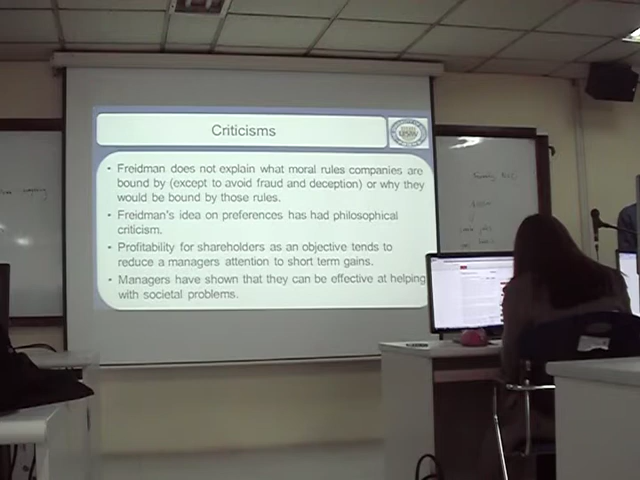 Criticisms
• Freidman does not explain what moral rules companies are
bound by (except to avoid fraud and deception) or why they
would be bound by those rules.
• Freidman's idea on preferences has had philosophical
criticism.
• Profitability for shareholders as an objective tends to
reduce a managers attention to short term gains.
• Managers have shown that they can be effective at helping
with societal problems.